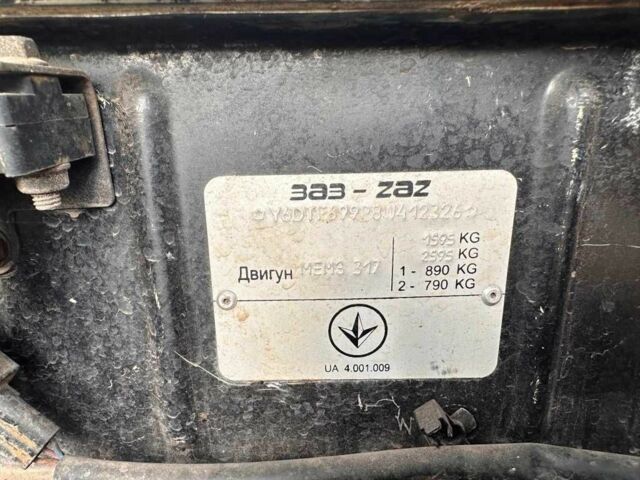 ЗАЗ - ZAZ
1595 KG
2595 KG
Двигун МЕМЗ 317
1 - 890 KG
2 - 790 KG
UA 4.001.009